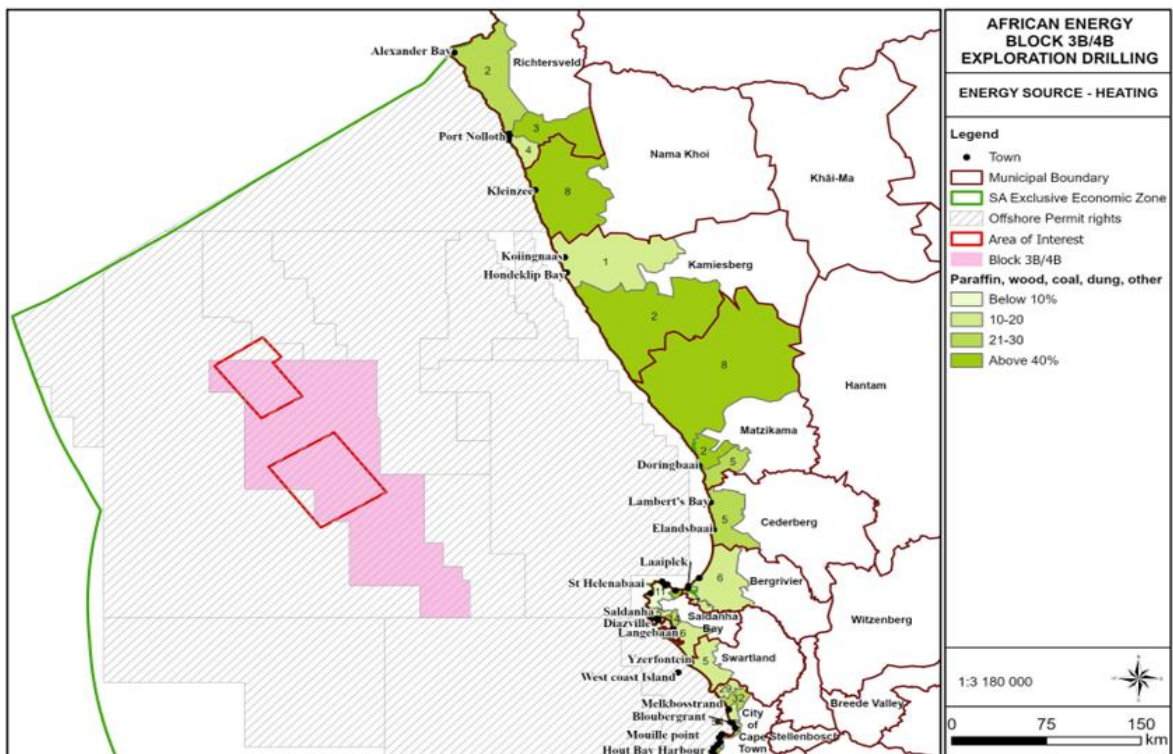 AFRICAN ENERGY
BLOCK 3B/4B
EXPLORATION DRILLING
ENERGY SOURCE - HEATING
Legend
Town
Municipal Boundary
SA Exclusive Economic Zone
Offshore Permit rights
Area of Interest
Block 3B/4B
Paraffin, wood, coal, dung, other
Below 10%
10-20
21-30
Above 40%
1:3 180 000
0 75 150
km
Alexander Bay
Richtersveld
2
Port Nolloth
3
4
Nama Khoi
Khâi-Ma
Kleinzee
8
Koiingnaas
1
Kamiesberg
Hondeklip Bay
2
8
Hantam
Matzikama
2
5
Doringbaai
Lambert's Bay
5
Cederberg
Elandsbaai
Laaiplek
6
Bergrivier
St Helenabaai
Witzenberg
Saldanha
Saldanha
Bay
Diazville
Langebaan
6
Swartland
Yzerfontein
5
West coast Island
Breede Valley
Melkbosstrand
Bloubergrant
City
of
Cape
Town
Mouille point
Stellenbosch
Hout Bay Harbour